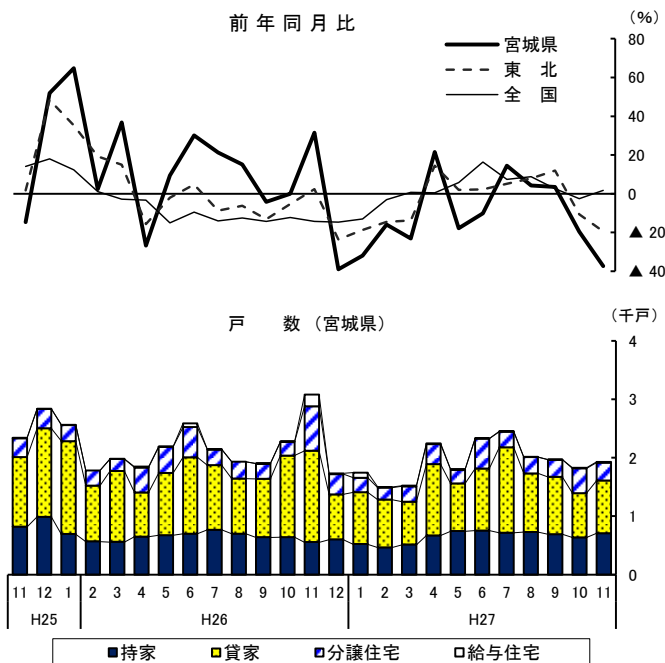 前 年 同 月 比
(%)
80
60
40
20
0
▲ 20
▲ 40
宮城県
東　北
全　国
戸　　数 （宮城県）
（千戸）
4
3
2
1
0
11 12 1 2 3 4 5 6 7 8 9 10 11 12 1 2 3 4 5 6 7 8 9 10 11
H25 H26 H27
持家 貸家 分譲住宅 給与住宅